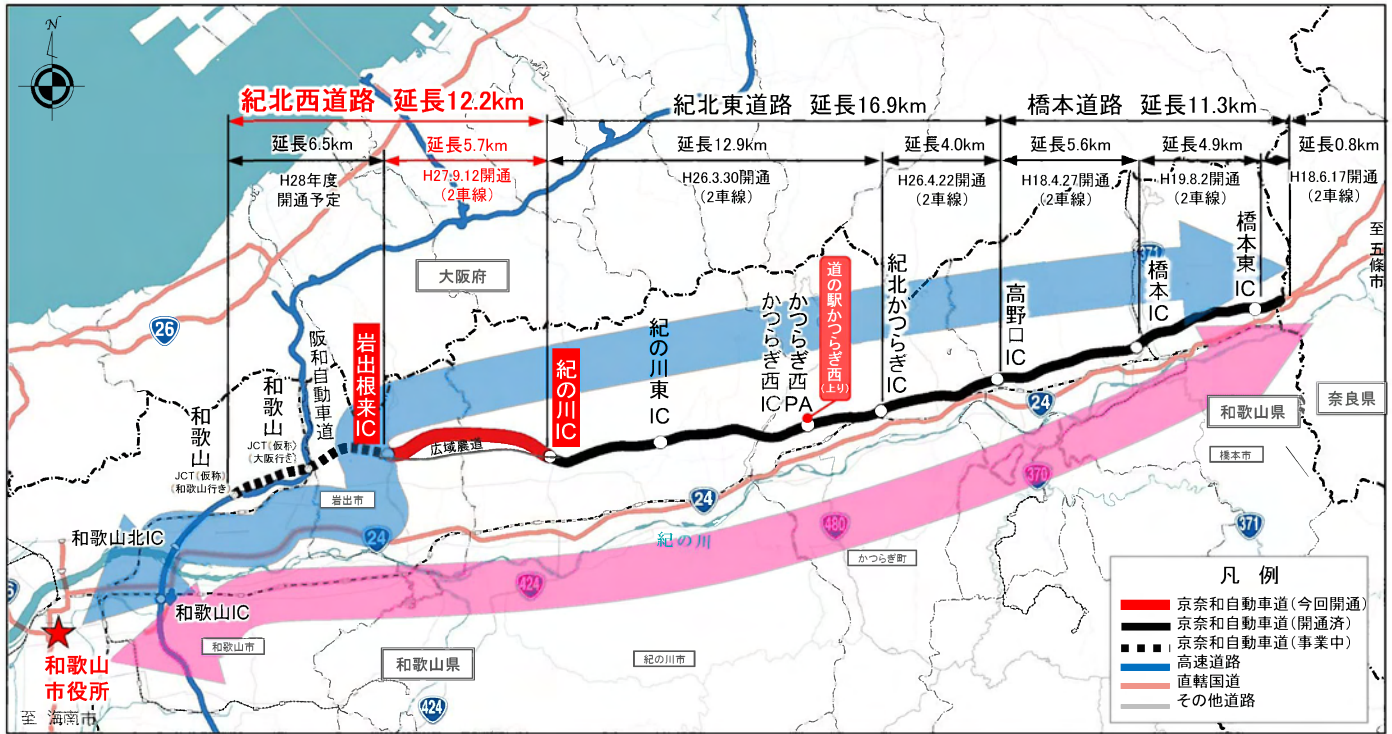 N
紀北西道路 延長12.2km
紀北東道路 延長16.9km
橋本道路 延長11.3km
延長6.5km
延長5.7km
延長12.9km
延長4.0km
延長5.6km
延長4.9km
延長0.8km
H28年度
開通予定
H27.9.12開通
(2車線)
H26.3.30開通
(2車線)
H26.4.22開通
(2車線)
H18.4.27開通
(2車線)
H19.8.2開通
(2車線)
H18.6.17開通
(2車線)
至 五條市
大阪府
26
371
橋本東IC
橋本IC
高野口IC
紀北かつらぎIC
道の駅かつらぎ西(上り)
かつらぎ西PA
かつらぎ西IC
紀の川東IC
紀の川IC
岩出根来IC
阪和自動車道
和歌山
JCT(仮称)
(大阪行き)
和歌山
JCT(仮称)
(和歌山行き)
広域農道
岩出市
24
24
24
奈良県
和歌山県
橋本市
370
371
480
紀の川
かつらぎ町
424
和歌山北IC
和歌山IC
和歌山市
和歌山県
紀の川市
424
和歌山
市役所
至 海南市
凡 例
京奈和自動車道(今回開通)
京奈和自動車道(開通済)
京奈和自動車道(事業中)
高速道路
直轄国道
その他道路